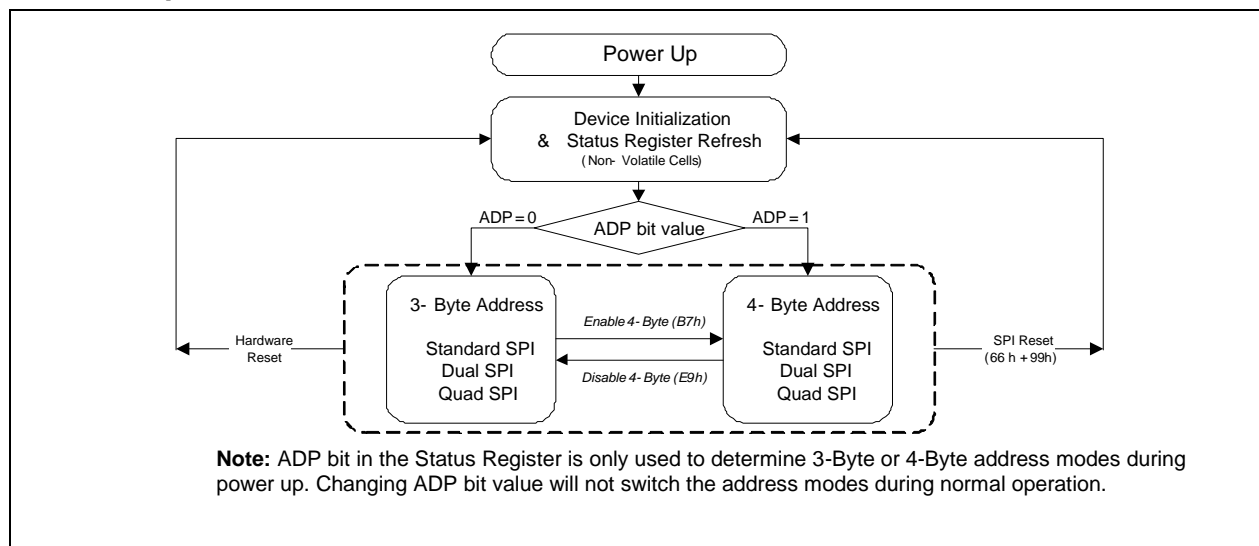 Power Up
Device Initialization
& Status Register Refresh
( Non- Volatile Cells)
ADP = 0
ADP bit value
ADP = 1
3- Byte Address
Standard SPI
Dual SPI
Quad SPI
Enable 4- Byte (B7h)
Disable 4- Byte (E9h)
4- Byte Address
Standard SPI
Dual SPI
Quad SPI
Hardware
Reset
SPI Reset
(66 h + 99h)
Note: ADP bit in the Status Register is only used to determine 3-Byte or 4-Byte address modes during
power up. Changing ADP bit value will not switch the address modes during normal operation.